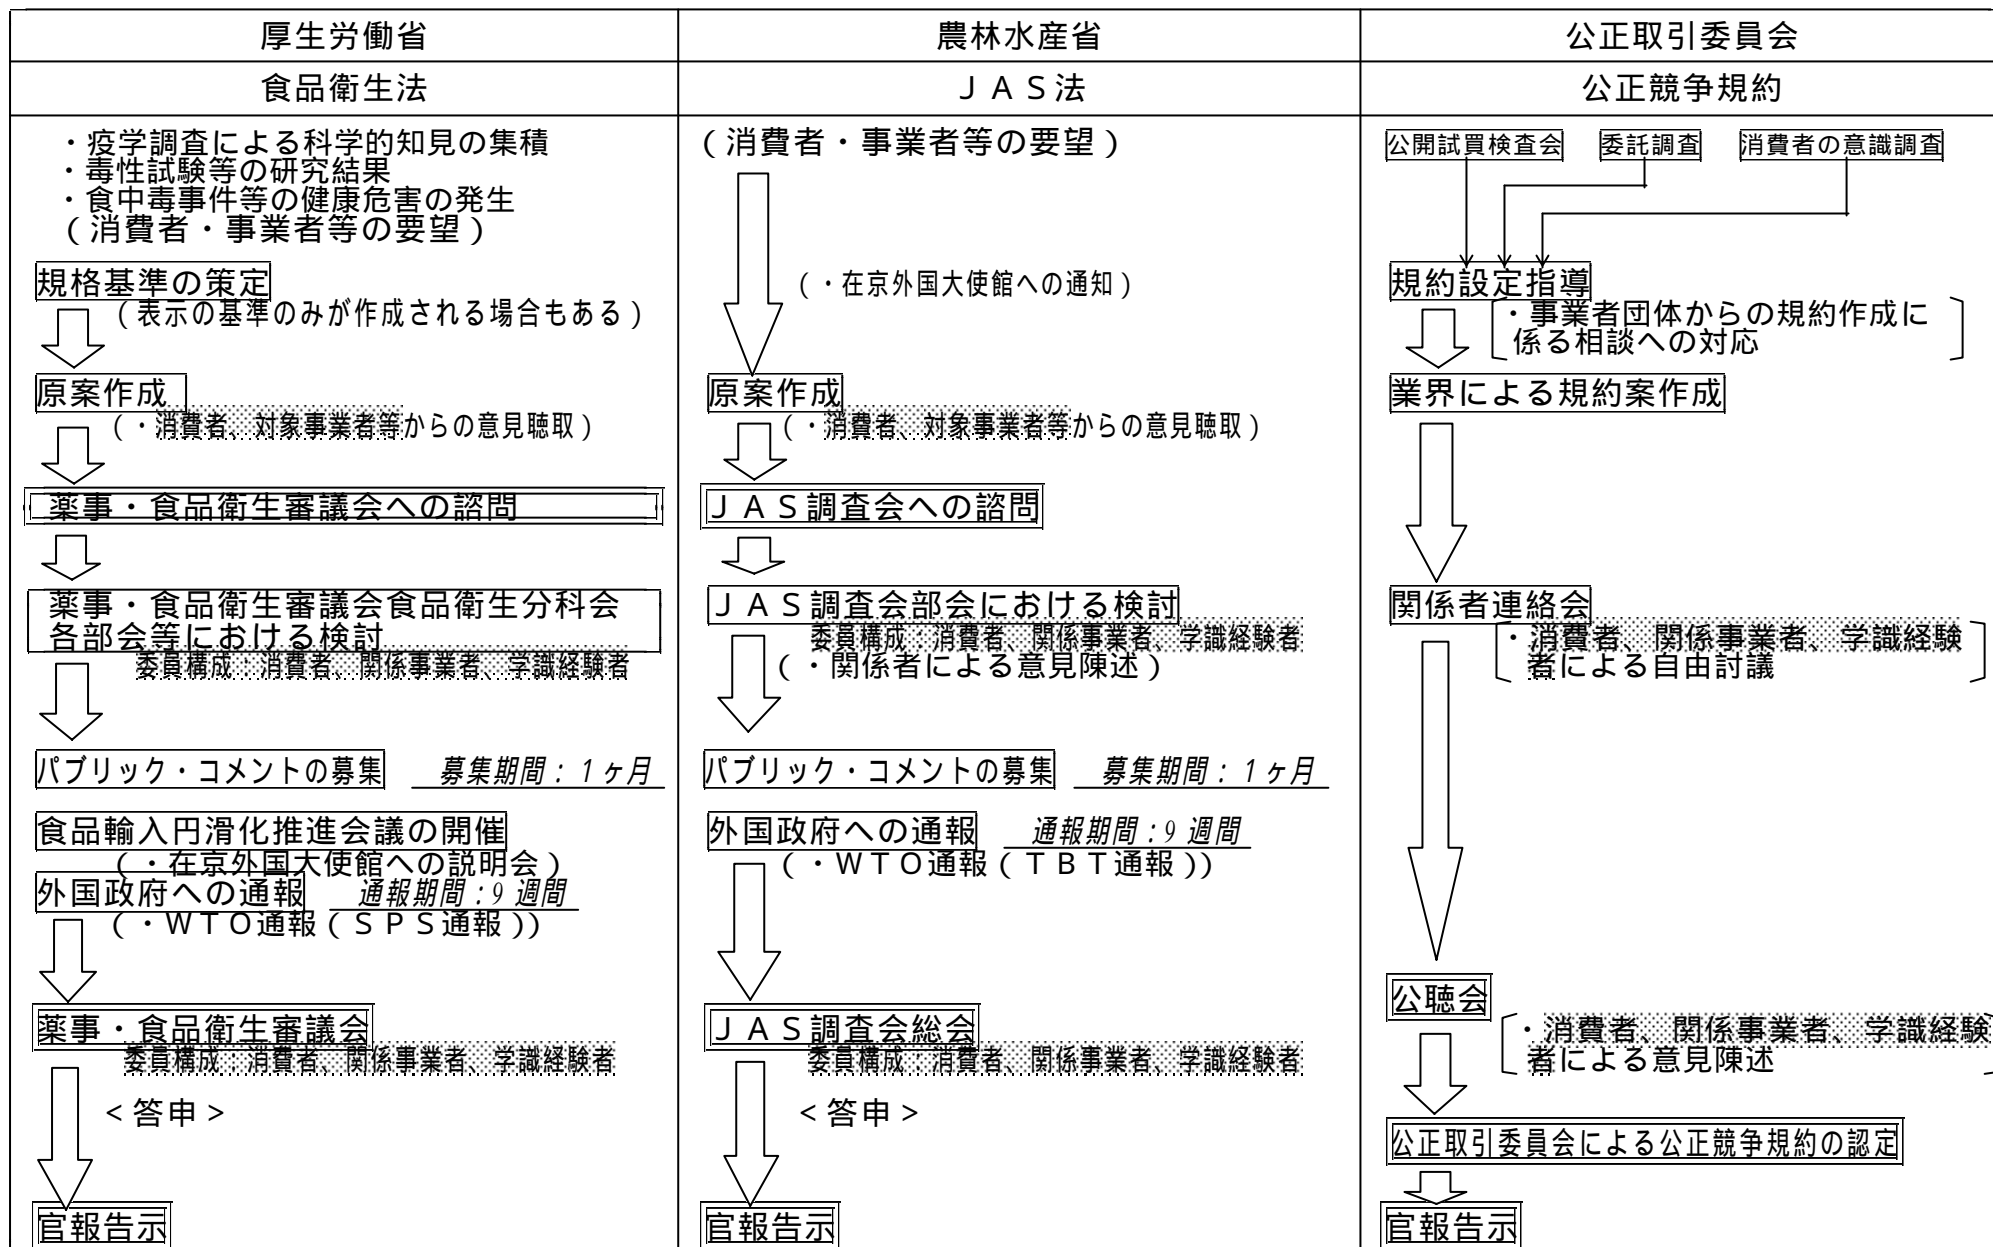 厚生労働省
農林水産省
公正取引委員会
食品衛生法
ＪＡＳ法
公正競争規約
・疫学調査による科学的知見の集積
・毒性試験等の研究結果
・食中毒事件等の健康危害の発生
（消費者・事業者等の要望）
規格基準の策定
（表示の基準のみが作成される場合もある）
原案作成
（・消費者、対象事業者等からの意見聴取）
薬事・食品衛生審議会への諮問
薬事・食品衛生審議会食品衛生分科会
各部会等における検討
委員構成：消費者、関係事業者、学識経験者
パブリック・コメントの募集　募集期間：１ヶ月
食品輸入円滑化推進会議の開催
（・在京外国大使館への説明会）
外国政府への通報　通報期間：9週間
（・ＷＴＯ通報（ＳＰＳ通報））
薬事・食品衛生審議会
委員構成：消費者、関係事業者、学識経験者
＜答申＞
官報告示
（消費者・事業者等の要望）
（・在京外国大使館への通知）
原案作成
（・消費者、対象事業者等からの意見聴取）
ＪＡＳ調査会への諮問
ＪＡＳ調査会部会における検討
委員構成：消費者、関係事業者、学識経験者
（・関係者による意見陳述）
パブリック・コメントの募集　募集期間：１ヶ月
外国政府への通報　通報期間：9週間
（・ＷＴＯ通報（ＴＢＴ通報））
ＪＡＳ調査会総会
委員構成：消費者、関係事業者、学識経験者
＜答申＞
官報告示
公開試買検査会　委託調査　消費者の意識調査
規約設定指導
・事業者団体からの規約作成に
係る相談への対応
業界による規約案作成
関係者連絡会
・消費者、関係事業者、学識経験
者による自由討議
公聴会
・消費者、関係事業者、学識経験
者による意見陳述
公正取引委員会による公正競争規約の認定
官報告示